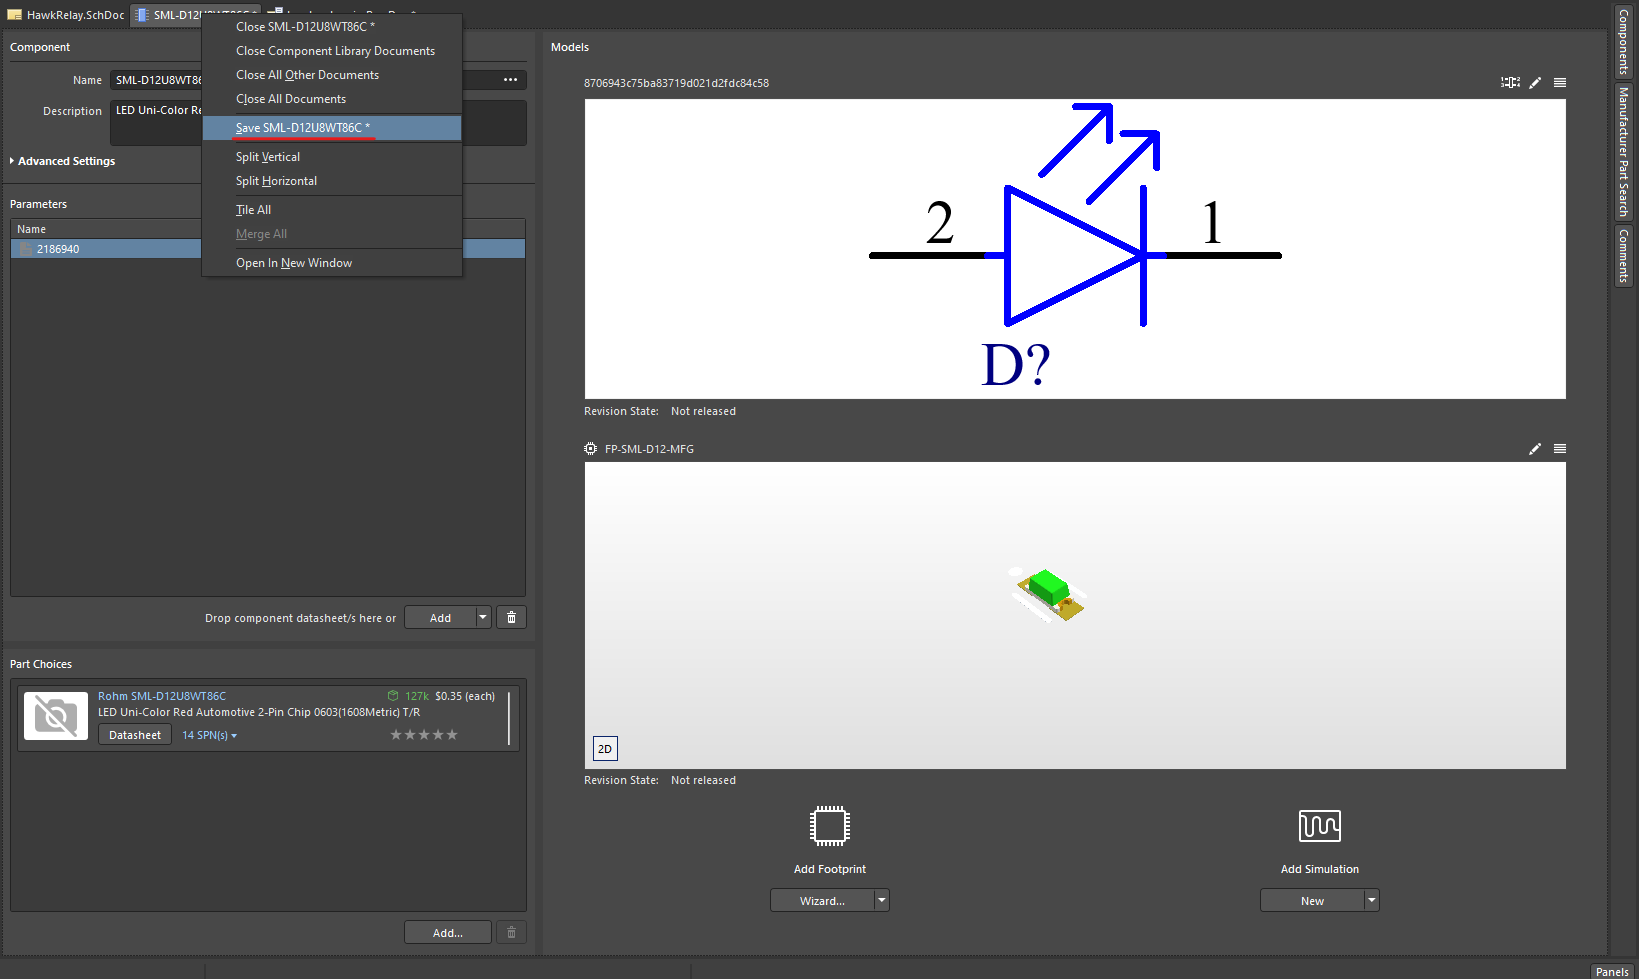 HawkRelay.SchDoc
SML-D12U8WT86C *
Close SML-D12U8WT86C *
Close Component Library Documents
Close All Other Documents
Close All Documents
Save SML-D12U8WT86C *
Split Vertical
Split Horizontal
Tile All
Merge All
Open In New Window
Component
Name SML-D12U8WT86
Description LED Uni-Color Re
Advanced Settings
Parameters
Name
2186940
Drop component datasheet/s here or Add
Part Choices
Rohm SML-D12U8WT86C 127k $0.35 (each)
LED Uni-Color Red Automotive 2-Pin Chip 0603(1608Metric) T/R
Datasheet 14 SPN(s)
Add...
Models
8706943c75ba83719d021d2fdc84c58
2 1
D?
Revision State: Not released
FP-SML-D12-MFG
2D
Revision State: Not released
Add Footprint
Wizard...
Add Simulation
New
Components
Manufacturer Part Search
Comments
Panels